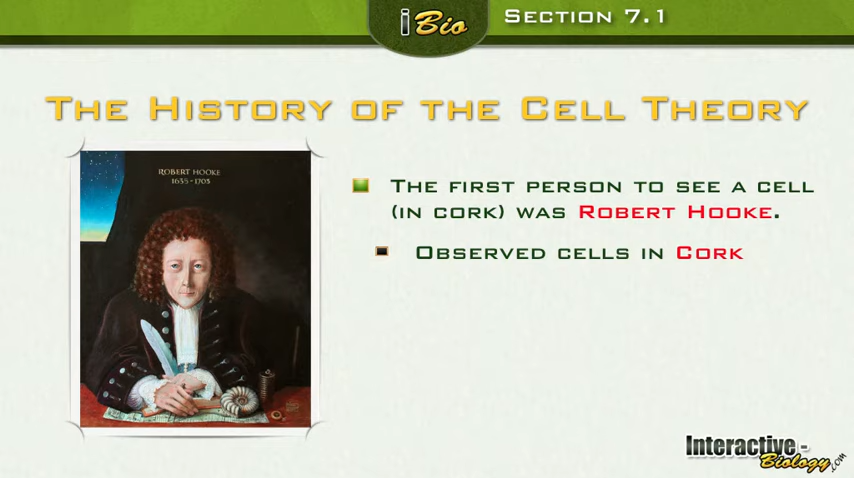 iBio
Section 7.1
The History of the Cell Theory
ROBERT HOOKE
1635-1703
The first person to see a cell
(in cork) was Robert Hooke.
Observed cells in Cork
Interactive-
Biology.com